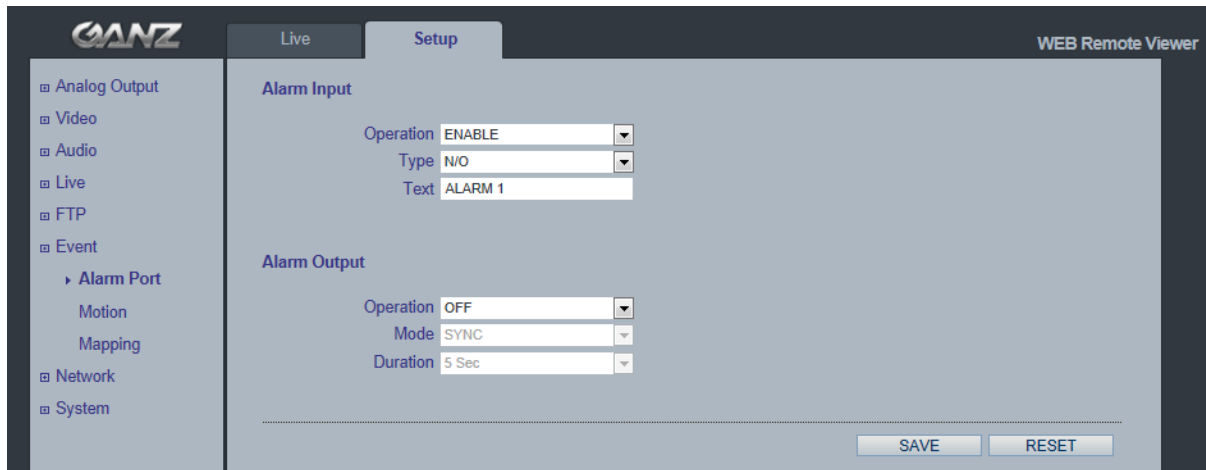 GANZ
Live
Setup
WEB Remote Viewer
Analog Output
Video
Audio
Live
FTP
Event
Alarm Port
Motion
Mapping
Network
System
Alarm Input
Operation ENABLE
Type N/O
Text ALARM 1
Alarm Output
Operation OFF
Mode SYNC
Duration 5 Sec
SAVE
RESET